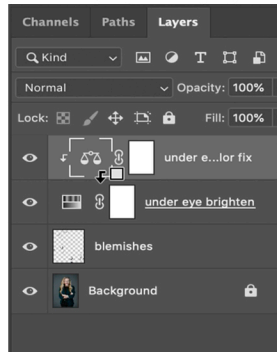 Channels Paths Layers
Kind T
Normal Opacity: 100%
Lock: Fill: 100%
under e...lor fix
under eye brighten
blemishes
Background